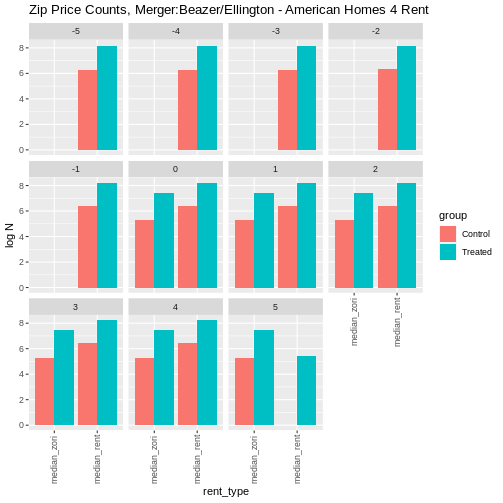 Zip Price Counts, Merger:Beazer/Ellington - American Homes 4 Rent
-5 -4 -3 -2
8
6
4
2
0
-1 0 1 2
8
6
4
2
0
3 4 5
8
6
4
2
0
log N
median_zori median_rent median_zori median_rent median_zori median_rent median_zori median_rent
rent_type
group
Control
Treated